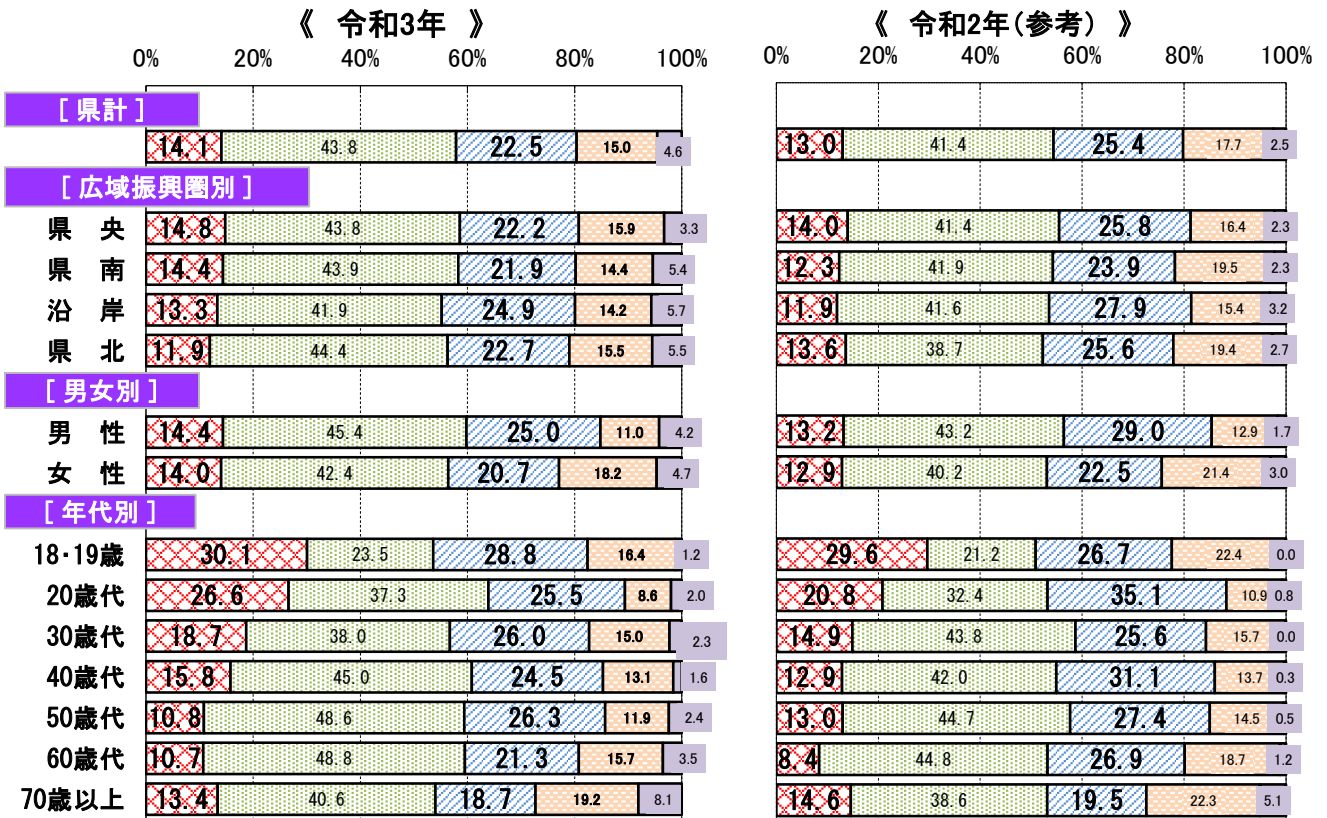 《 令和3年 》 《 令和2年(参考) 》
0% 20% 40% 60% 80% 100% 0% 20% 40% 60% 80% 100%
[ 県計 ]
14.1 43.8 22.5 15.0 4.6 13.0 41.4 25.4 17.7 2.5
[ 広域振興圏別 ]
県 央 14.8 43.8 22.2 15.9 3.3 14.0 41.4 25.8 16.4 2.3
県 南 14.4 43.9 21.9 14.4 5.4 12.3 41.9 23.9 19.5 2.3
沿 岸 13.3 41.9 24.9 14.2 5.7 11.9 41.6 27.9 15.4 3.2
県 北 11.9 44.4 22.7 15.5 5.5 13.6 38.7 25.6 19.4 2.7
[ 男女別 ]
男 性 14.4 45.4 25.0 11.0 4.2 13.2 43.2 29.0 12.9 1.7
女 性 14.0 42.4 20.7 18.2 4.7 12.9 40.2 22.5 21.4 3.0
[ 年代別 ]
18・19歳 30.1 23.5 28.8 16.4 1.2 29.6 21.2 26.7 22.4 0.0
20歳代 26.6 37.3 25.5 8.6 2.0 20.8 32.4 35.1 10.9 0.8
30歳代 18.7 38.0 26.0 15.0 2.3 14.9 43.8 25.6 15.7 0.0
40歳代 15.8 45.0 24.5 13.1 1.6 12.9 42.0 31.1 13.7 0.3
50歳代 10.8 48.6 26.3 11.9 2.4 13.0 44.7 27.4 14.5 0.5
60歳代 10.7 48.8 21.3 15.7 3.5 8.4 44.8 26.9 18.7 1.2
70歳以上 13.4 40.6 18.7 19.2 8.1 14.6 38.6 19.5 22.3 5.1